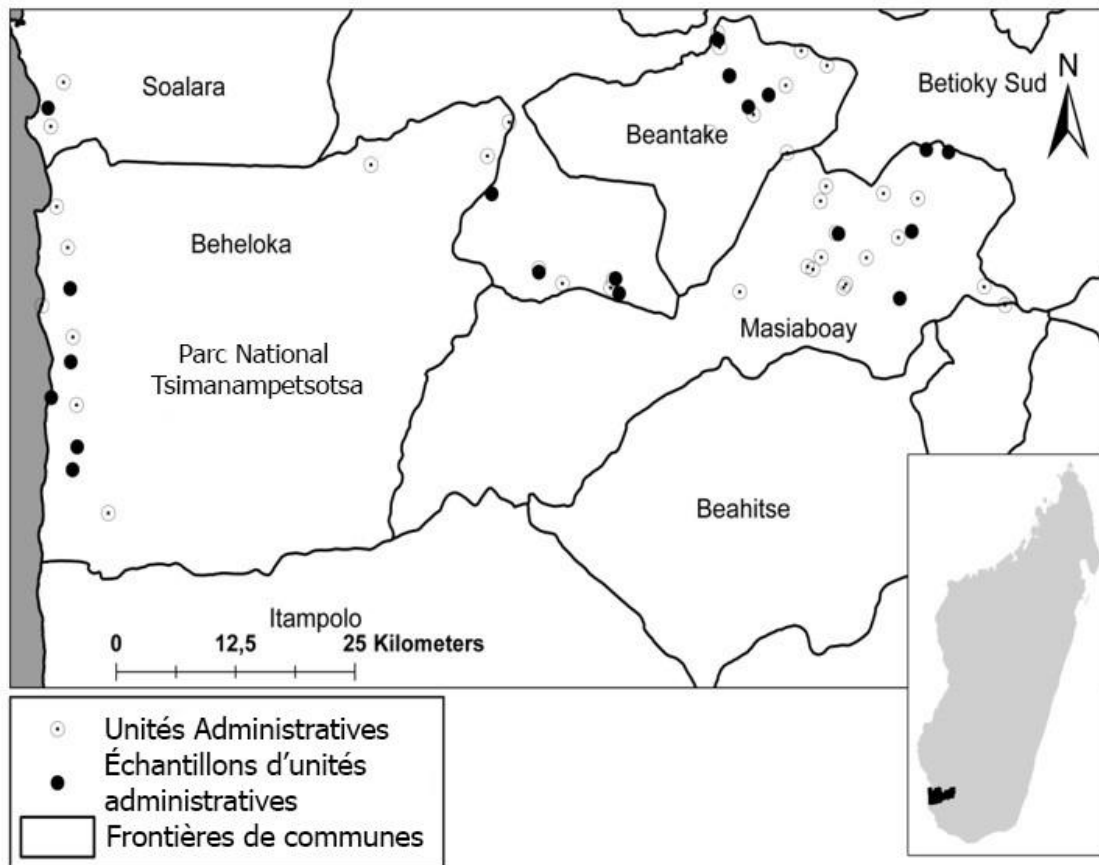 Soalara
Betioky Sud
N
Beantake
Beheloka
Masiaboay
Parc National
Tsimanampetsotsa
Beahitse
Itampolo
0 12,5 25 Kilometers
Unités Administratives
Échantillons d'unités
administratives
Frontières de communes